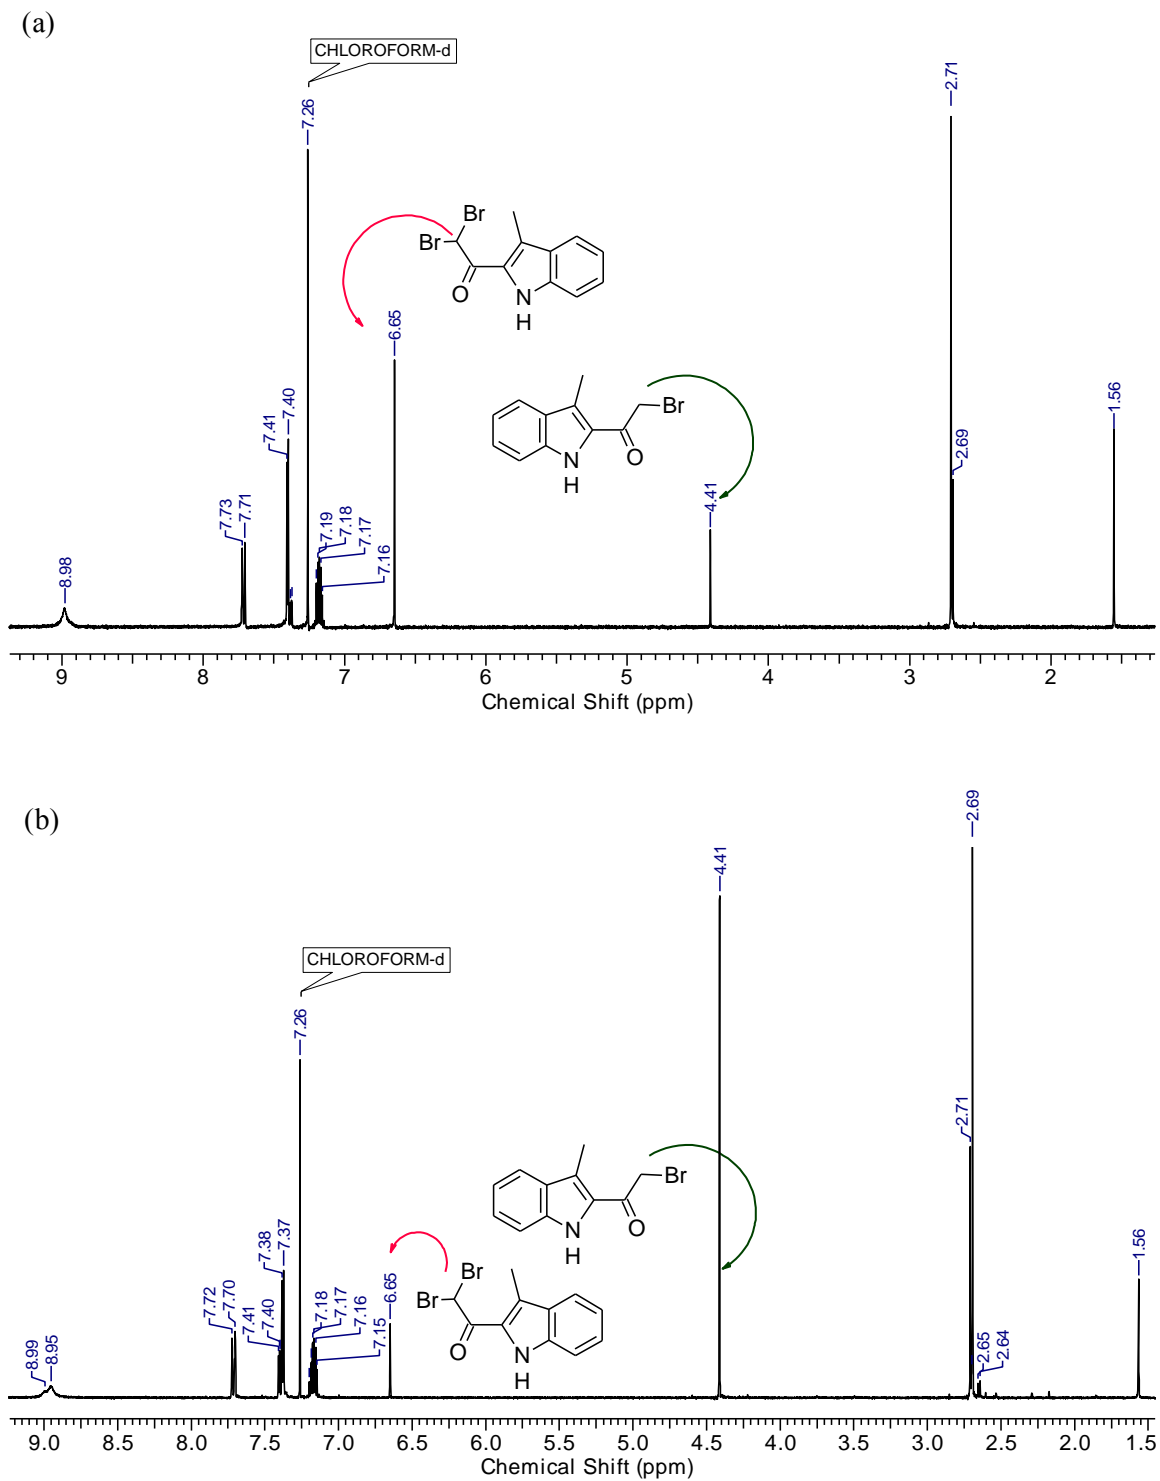 (a)
CHLOROFORM-d
2.71
7.26
Br
Br
O
N
H
6.65
7.41
7.40
Br
O
N
H
1.56
2.69
4.41
7.73
7.71
7.19
7.18
7.17
7.16
8.98
9 8 7 6 5 4 3 2
Chemical Shift (ppm)
(b)
2.69
4.41
CHLOROFORM-d
7.26
2.71
Br
O
N
H
7.38
7.37
Br
Br
O
N
H
6.65
1.56
7.72
7.70
7.41
7.40
7.18
7.17
7.16
7.15
2.65
2.64
8.99
8.95
9.0 8.5 8.0 7.5 7.0 6.5 6.0 5.5 5.0 4.5 4.0 3.5 3.0 2.5 2.0 1.5
Chemical Shift (ppm)